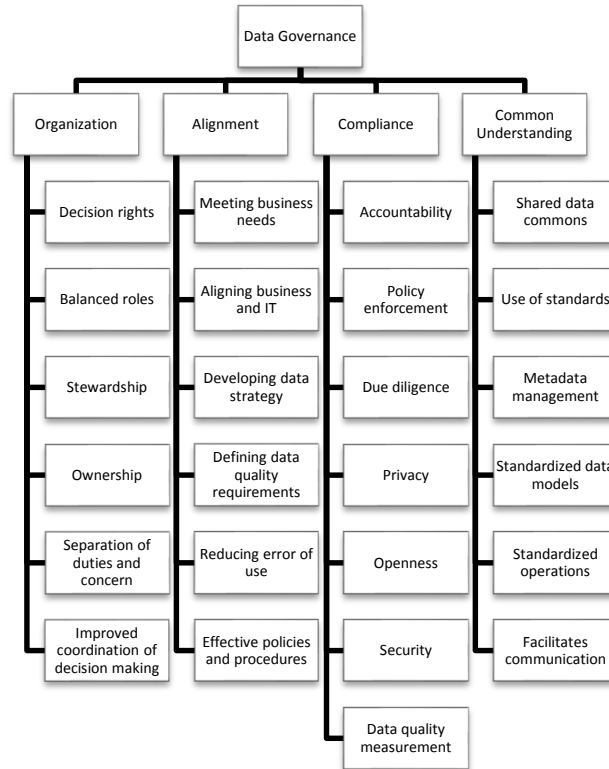 Data Governance
Organization
Alignment
Compliance
Common
Understanding
Decision rights
Balanced roles
Stewardship
Ownership
Separation of
duties and
concern
Improved
coordination of
decision making
Meeting business
needs
Aligning business
and IT
Developing data
strategy
Defining data
quality
requirements
Reducing error of
use
Effective policies
and procedures
Accountability
Policy
enforcement
Due diligence
Privacy
Openness
Security
Data quality
measurement
Shared data
commons
Use of standards
Metadata
management
Standardized data
models
Standardized
operations
Facilitates
communication